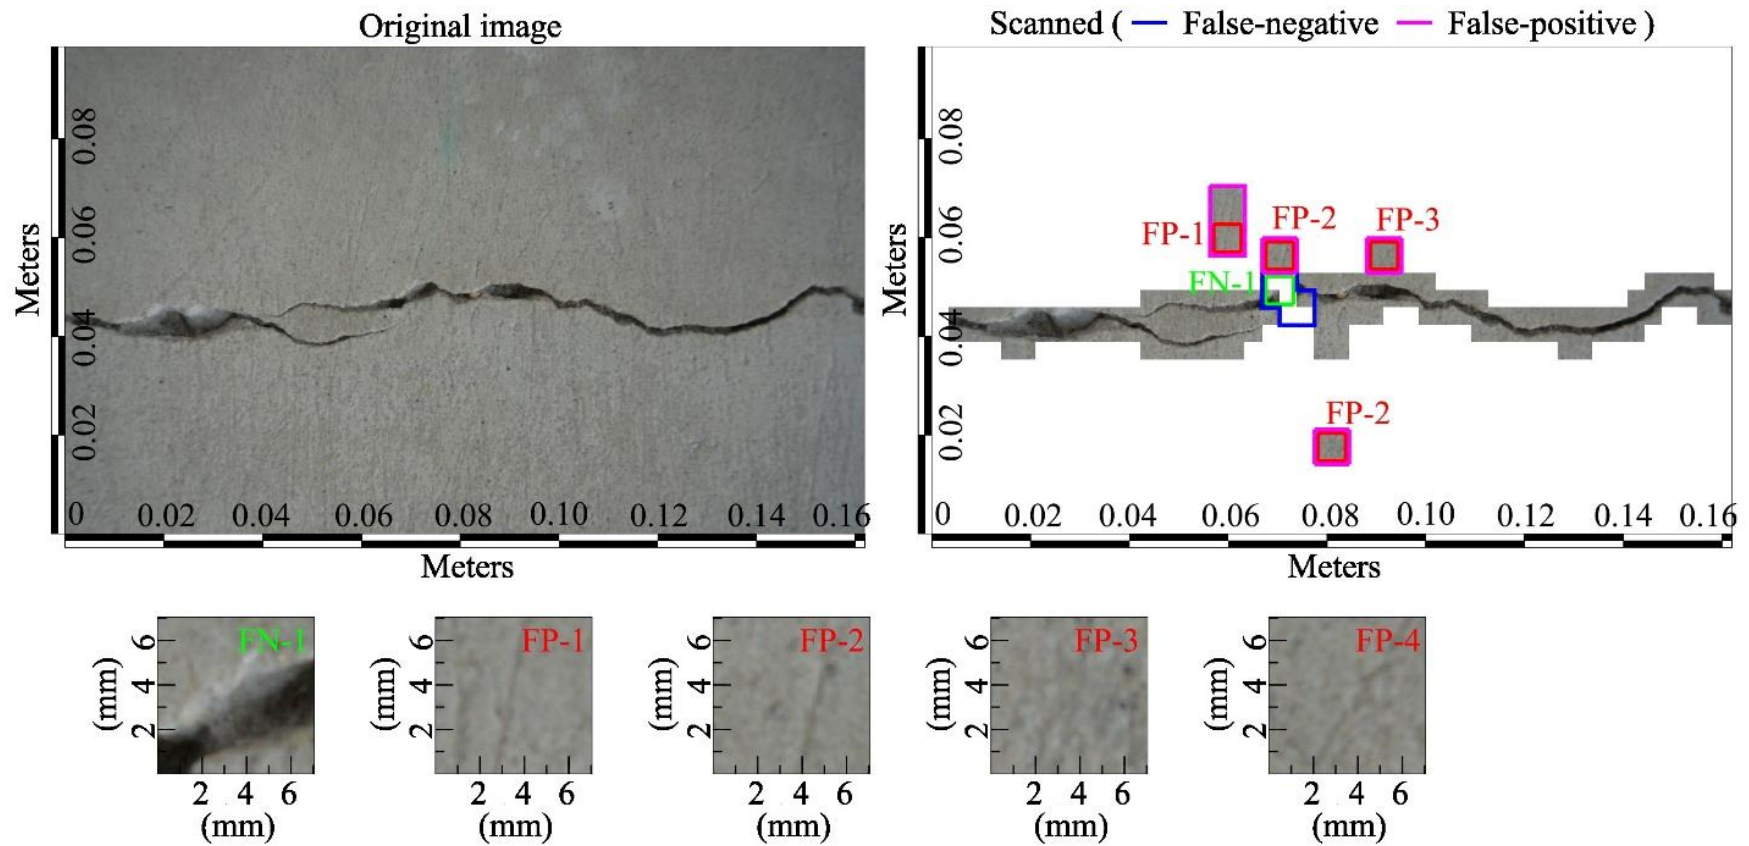 Original image
Scanned ( — False-negative — False-positive )
Meters
0.08
0.06
0.04
0.02
0 0.02 0.04 0.06 0.08 0.10 0.12 0.14 0.16
Meters
Meters
0.08
0.06
0.04
0.02
FP-1
FP-2
FP-3
FN-1
FP-2
0 0.02 0.04 0.06 0.08 0.10 0.12 0.14 0.16
Meters
FN-1
(mm)
6
4
2
2 4 6
(mm)
FP-1
(mm)
6
4
2
2 4 6
(mm)
FP-2
(mm)
6
4
2
2 4 6
(mm)
FP-3
(mm)
6
4
2
2 4 6
(mm)
FP-4
(mm)
6
4
2
2 4 6
(mm)